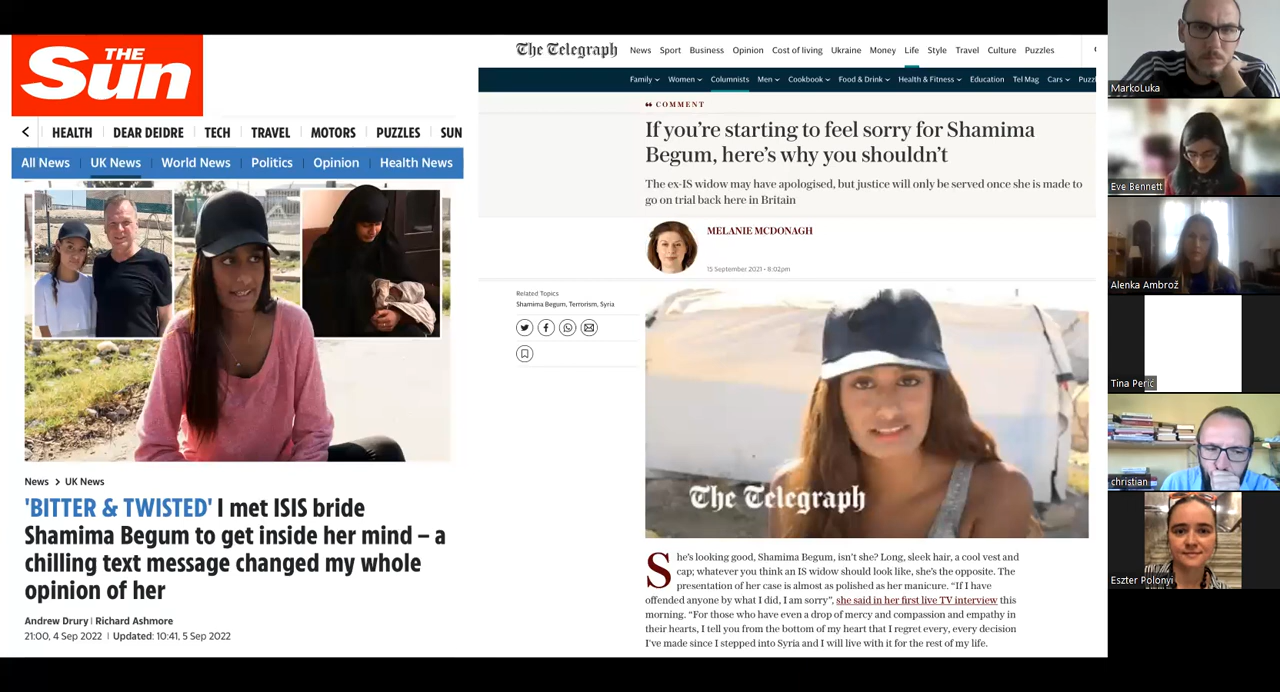 THE
Sun
HEALTH DEAR DEIDRE TECH TRAVEL MOTORS PUZZLES SUN
All News UK News World News Politics Opinion Health News
News > UK News
'BITTER & TWISTED' I met ISIS bride
Shamima Begum to get inside her mind – a
chilling text message changed my whole
opinion of her
Andrew Drury | Richard Ashmore
21:00, 4 Sep 2022 | Updated: 10:41, 5 Sep 2022
The Telegraph
News Sport Business Opinion Cost of living Ukraine Money Life Style Travel Culture Puzzles
Family Women Columnists Men Cookbook Food & Drink Health & Fitness Education Tel Mag Cars Puzzl
COMMENT
If you're starting to feel sorry for Shamima
Begum, here's why you shouldn't
The ex-IS widow may have apologised, but justice will only be served once she is made to
go on trial back here in Britain
MELANIE MCDONAGH
15 September 2021 • 8:02pm
Related Topics
Shamima Begum, Terrorism, Syria
The Telegraph
She's looking good, Shamima Begum, isn't she? Long, sleek hair, a cool vest and
cap; whatever you think an IS widow should look like, she's the opposite. The
presentation of her case is almost as polished as her manicure. "If I have
offended anyone by what I did, I am sorry", she said in her first live TV interview this
morning. "For those who have even a drop of mercy and compassion and empathy in
their hearts, I tell you from the bottom of my heart that I regret every, every decision
I've made since I stepped into Syria and I will live with it for the rest of my life.
MarkoLuka
Eve Bennett
Alenka Ambrož
Tina Perić
christian
Eszter Polonyi